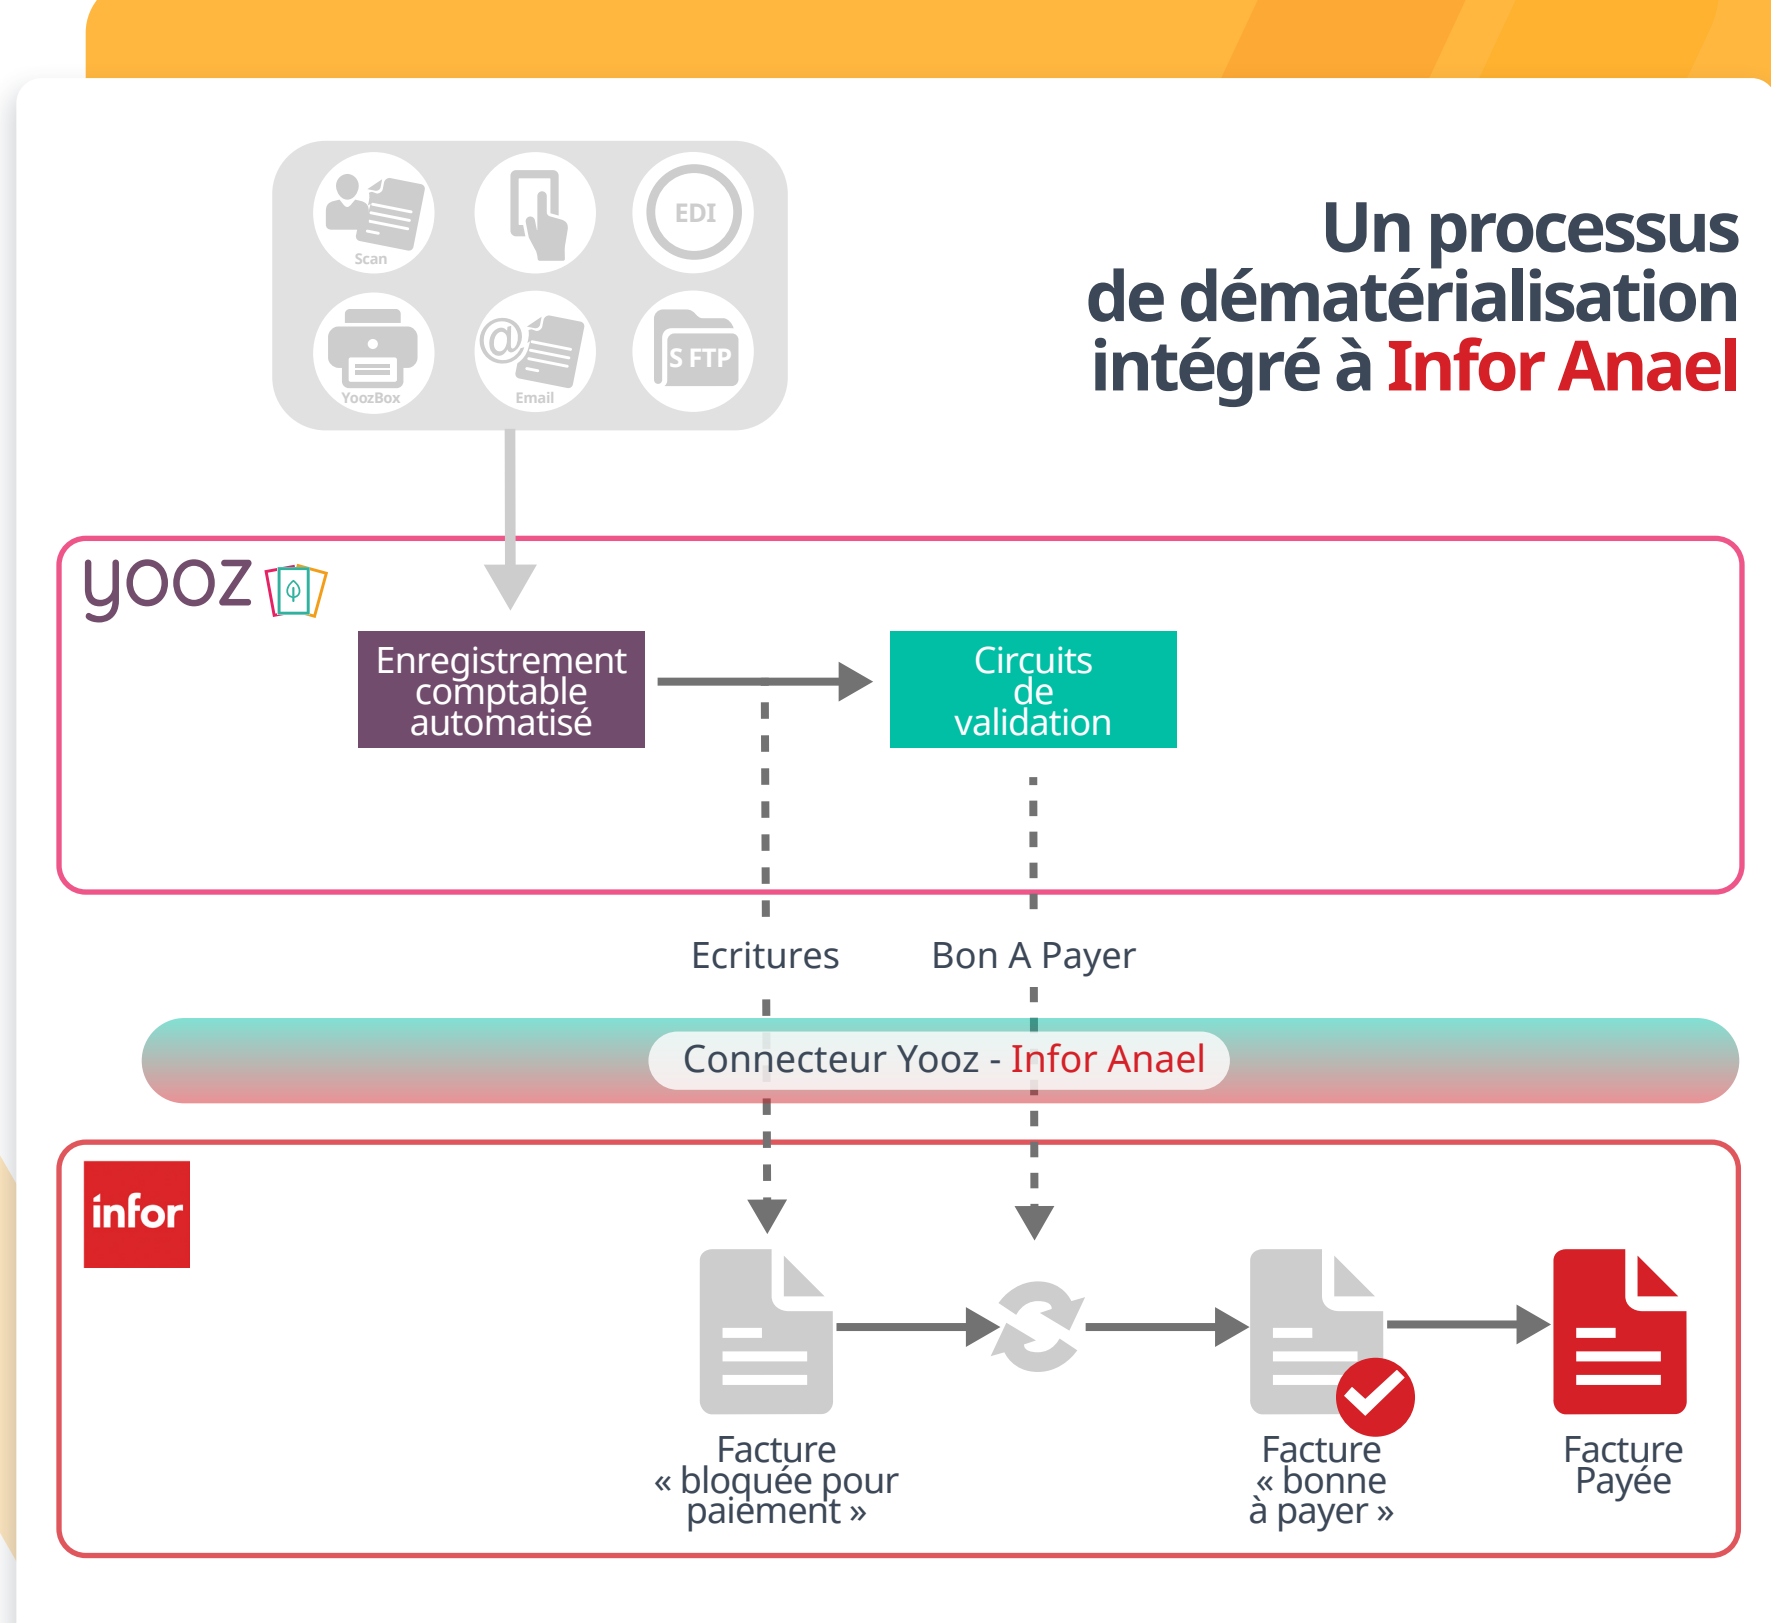 Scan
EDI
YoozBox
Email
S FTP
Un processus
de dématérialisation
intégré à Infor Anael
yooz
Enregistrement
comptable
automatisé
Circuits
de
validation
Ecritures
Bon A Payer
Connecteur Yooz - Infor Anael
infor
Facture
« bloquée pour
paiement »
Facture
« bonne
à payer »
Facture
Payée